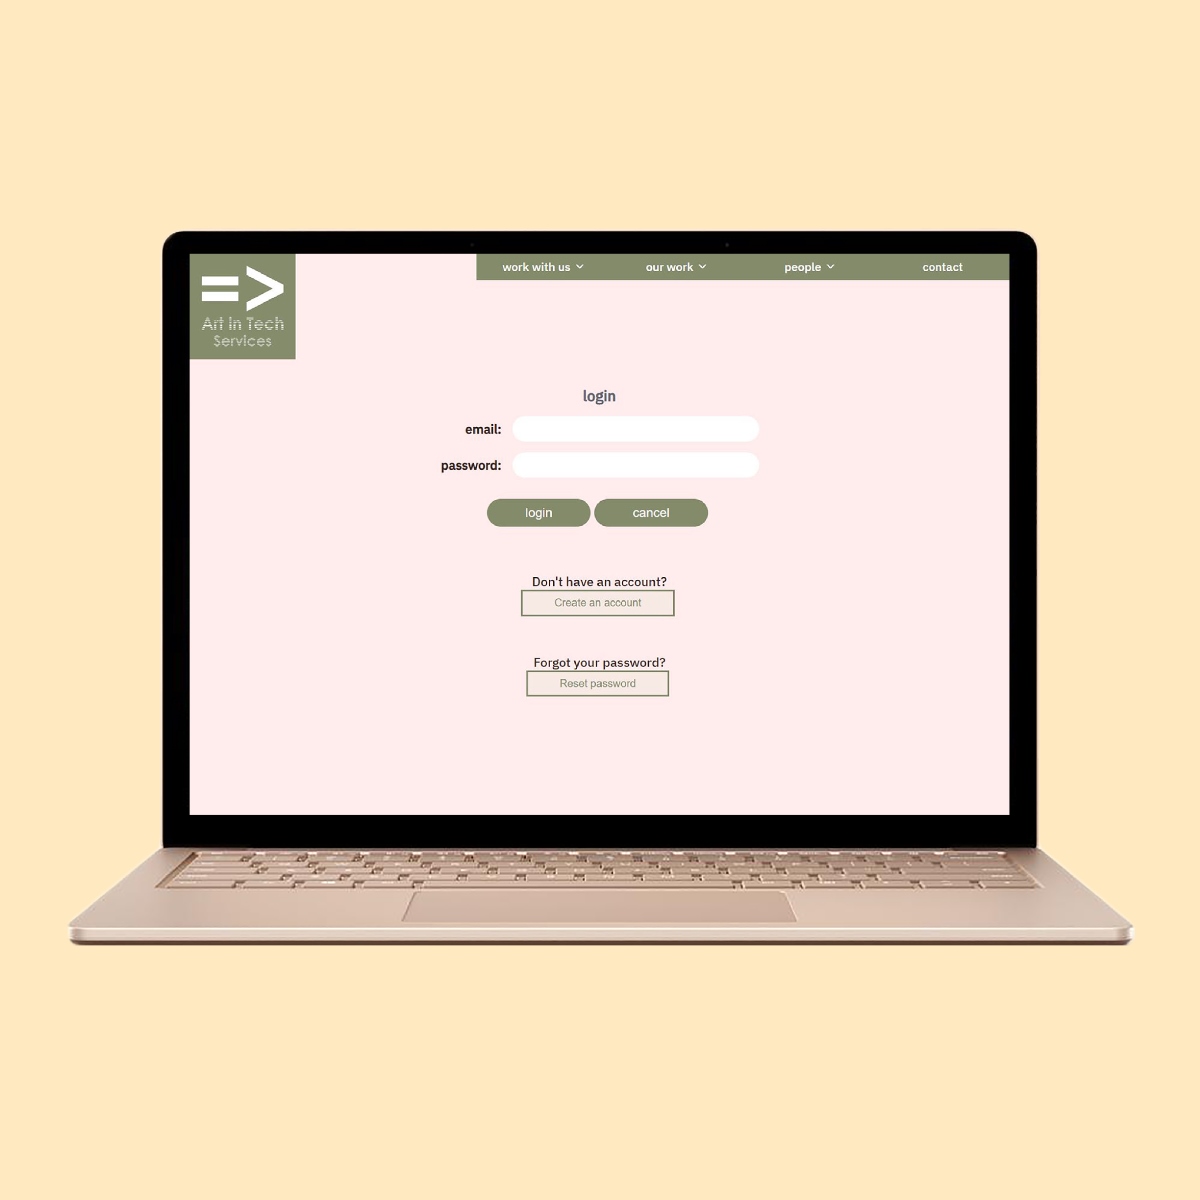 =>
Art In Tech
Services
work with us
our work
people
contact
login
email:
password:
login
cancel
Don't have an account?
Create an account
Forgot your password?
Reset password